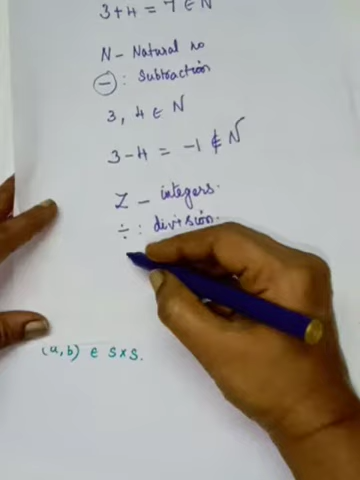 3 + 4 = 7 ∈ N
N - Natural no
⊖ : Subtraction
3, 4 ∈ N
3 - 4 = -1 ∉ N
Z - integers.
÷ : division.
(a, b) ∈ S × S.